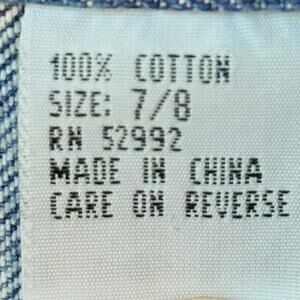 100% COTTON
SIZE: 7/8
RN 52992
MADE IN CHINA
CARE ON REVERSE